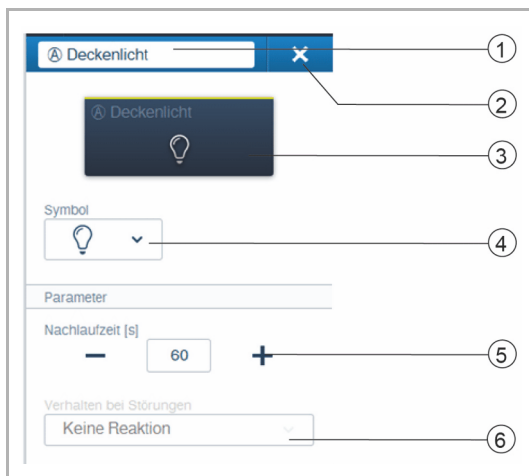 Ⓐ Deckenlicht
①
②
Ⓐ Deckenlicht
③
Symbol
④
Parameter
Nachlaufzeit [s]
60
⑤
Verhalten bei Störungen
Keine Reaktion
⑥